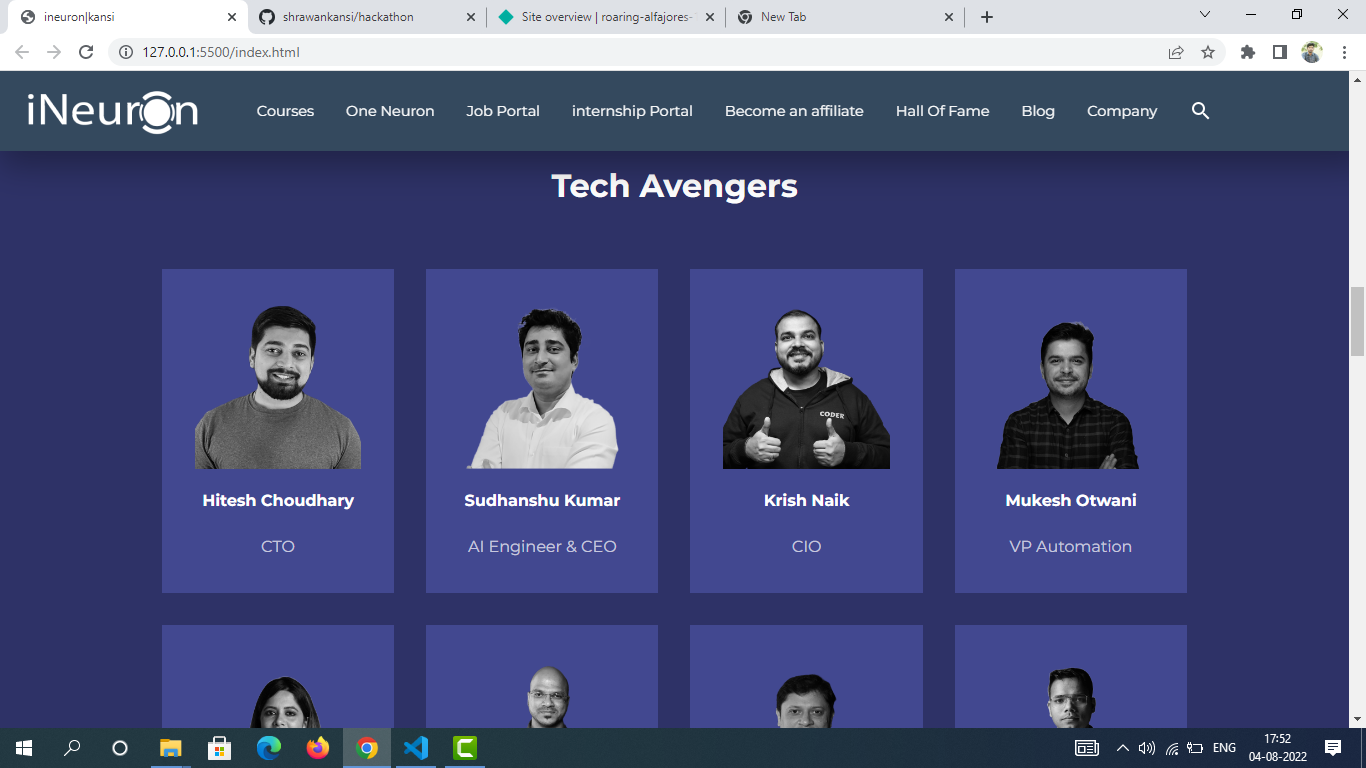 ineuron|kansi
shrawankansi/hackathon
Site overview | roaring-alfajores-
New Tab
127.0.0.1:5500/index.html
iNeuron
Courses
One Neuron
Job Portal
internship Portal
Become an affiliate
Hall Of Fame
Blog
Company
Tech Avengers
CODER
Hitesh Choudhary
Sudhanshu Kumar
Krish Naik
Mukesh Otwani
CTO
AI Engineer & CEO
CIO
VP Automation
ENG
17:52
04-08-2022